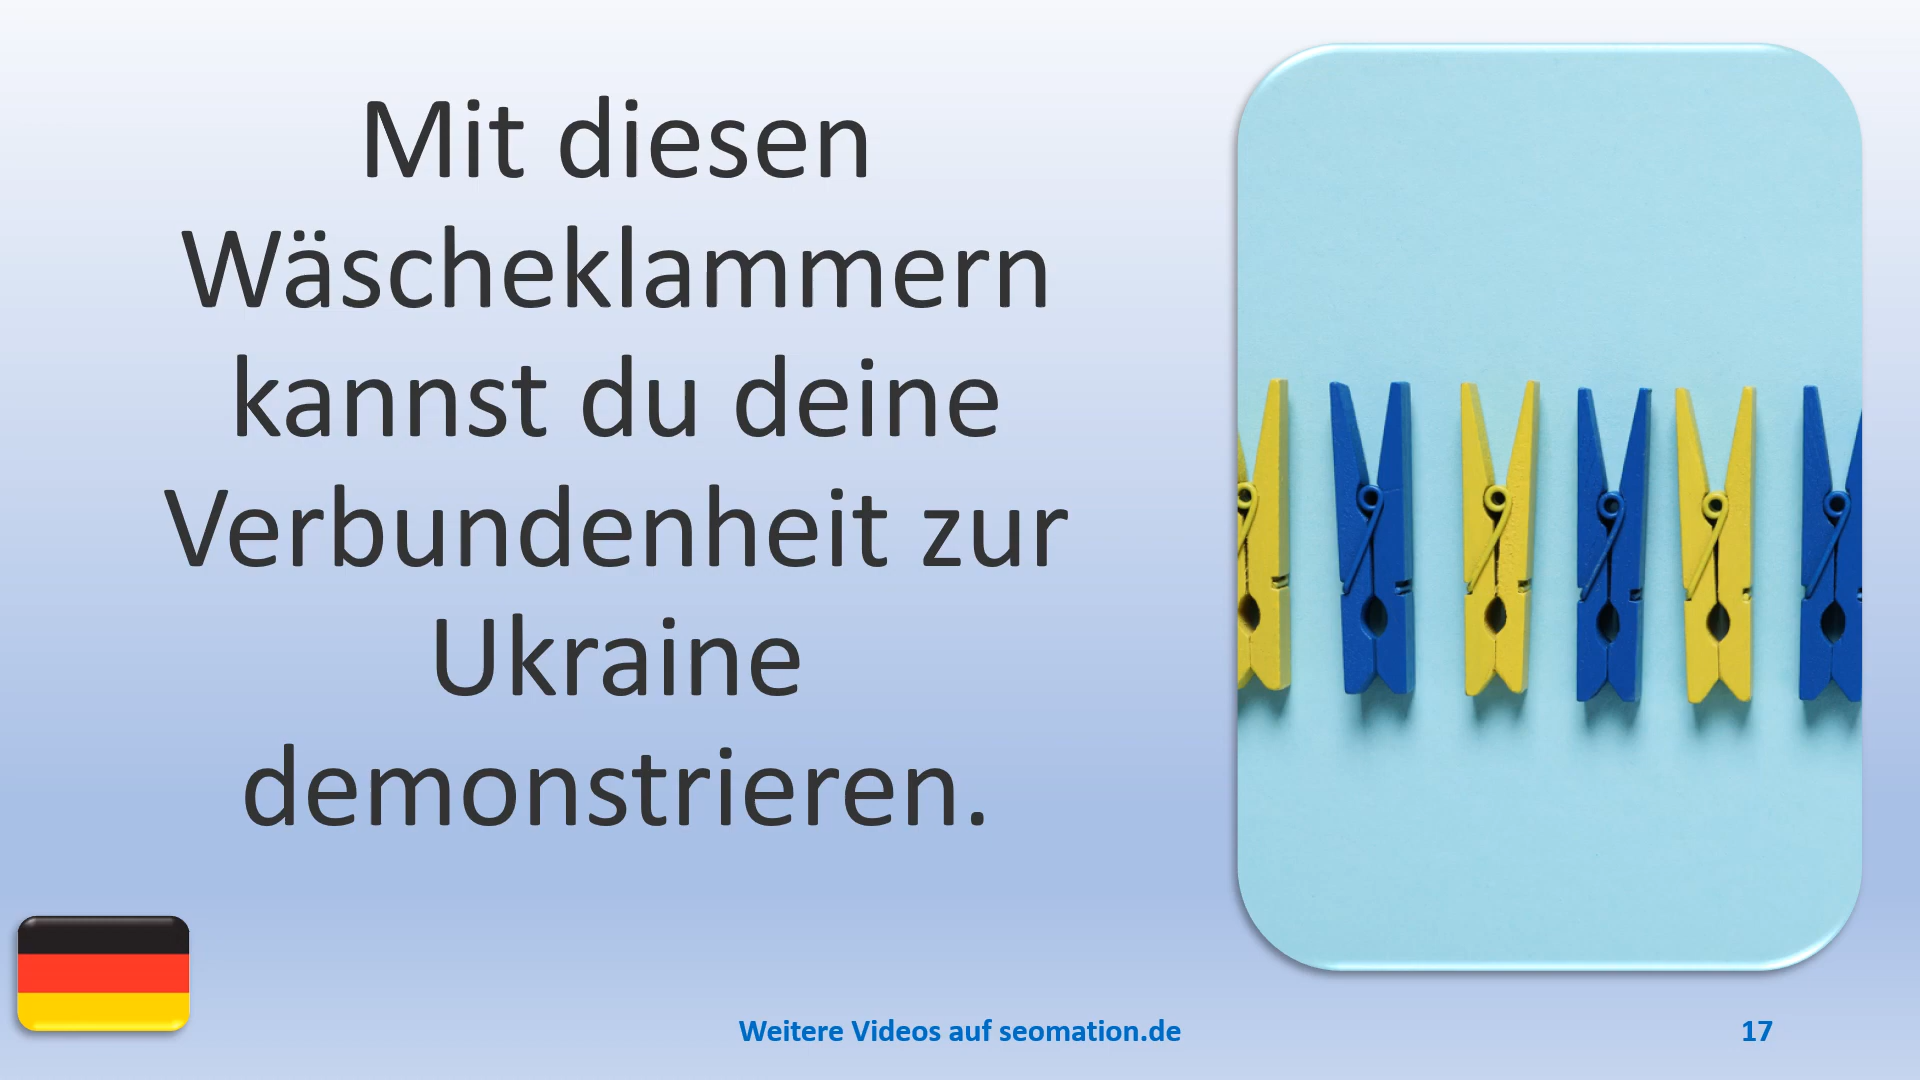 Mit diesen
Wäscheklammern
kannst du deine
Verbundenheit zur
Ukraine
demonstrieren.
Weitere Videos auf seomation.de
17